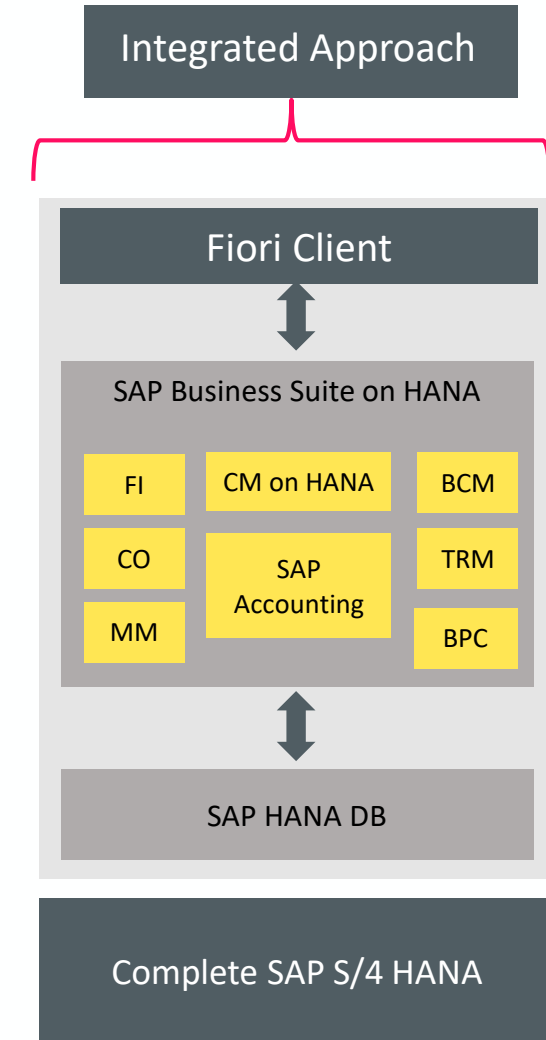 Integrated Approach
Fiori Client
SAP Business Suite on HANA
FI
CM on HANA
BCM
CO
SAP
Accounting
TRM
MM
BPC
SAP HANA DB
Complete SAP S/4 HANA